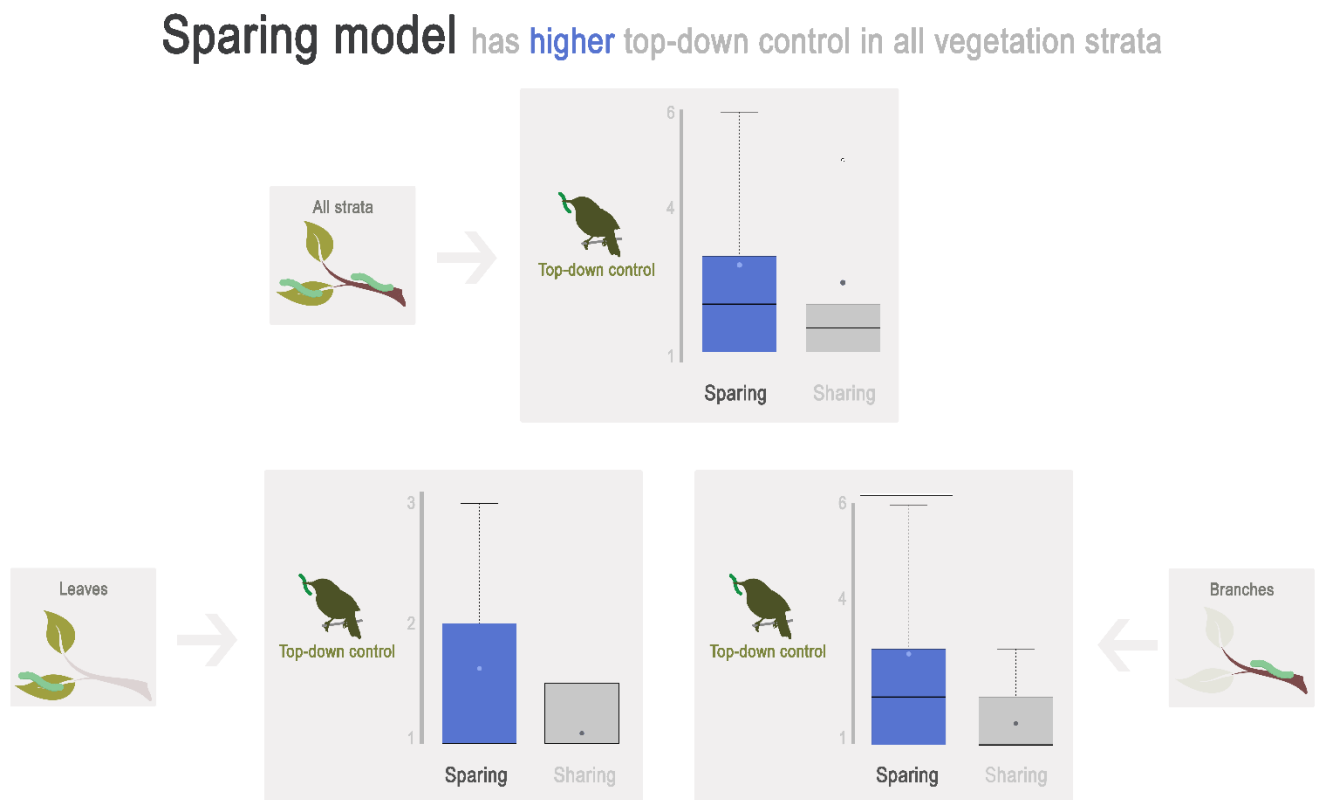 Sparing model has higher top-down control in all vegetation strata
All strata
Top-down control
6
4
1
Sparing Sharing
Leaves
Top-down control
3
2
1
Sparing Sharing
Top-down control
6
4
1
Sparing Sharing
Branches